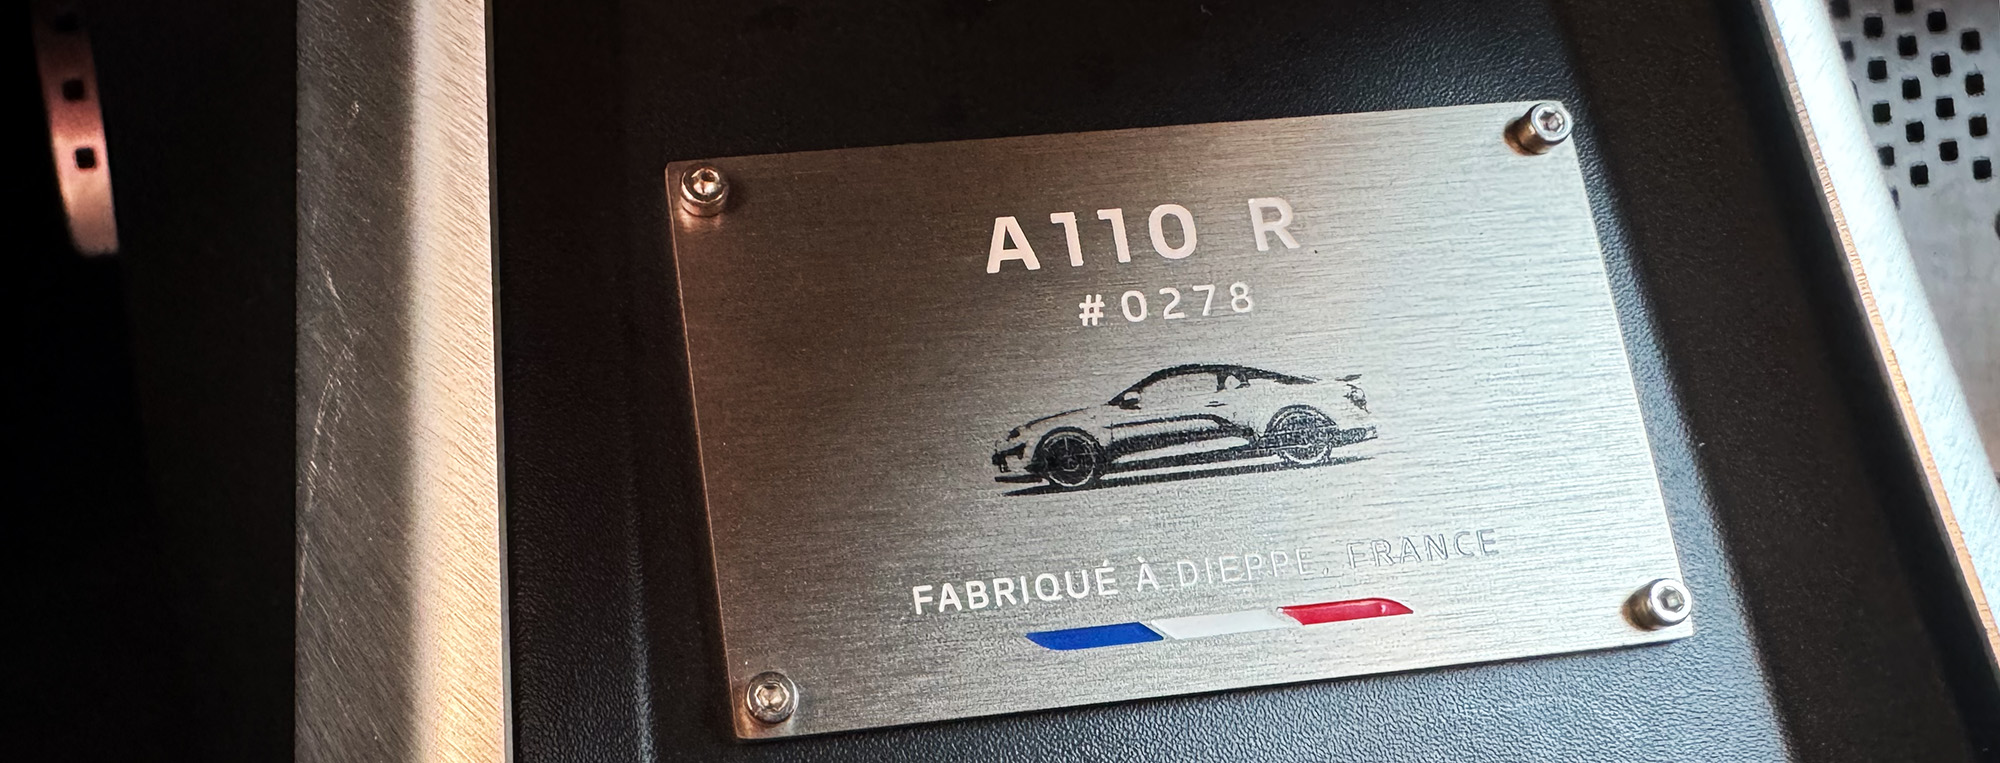 A110 R
#0278
FABRIQUÉ À DIEPPE, FRANCE